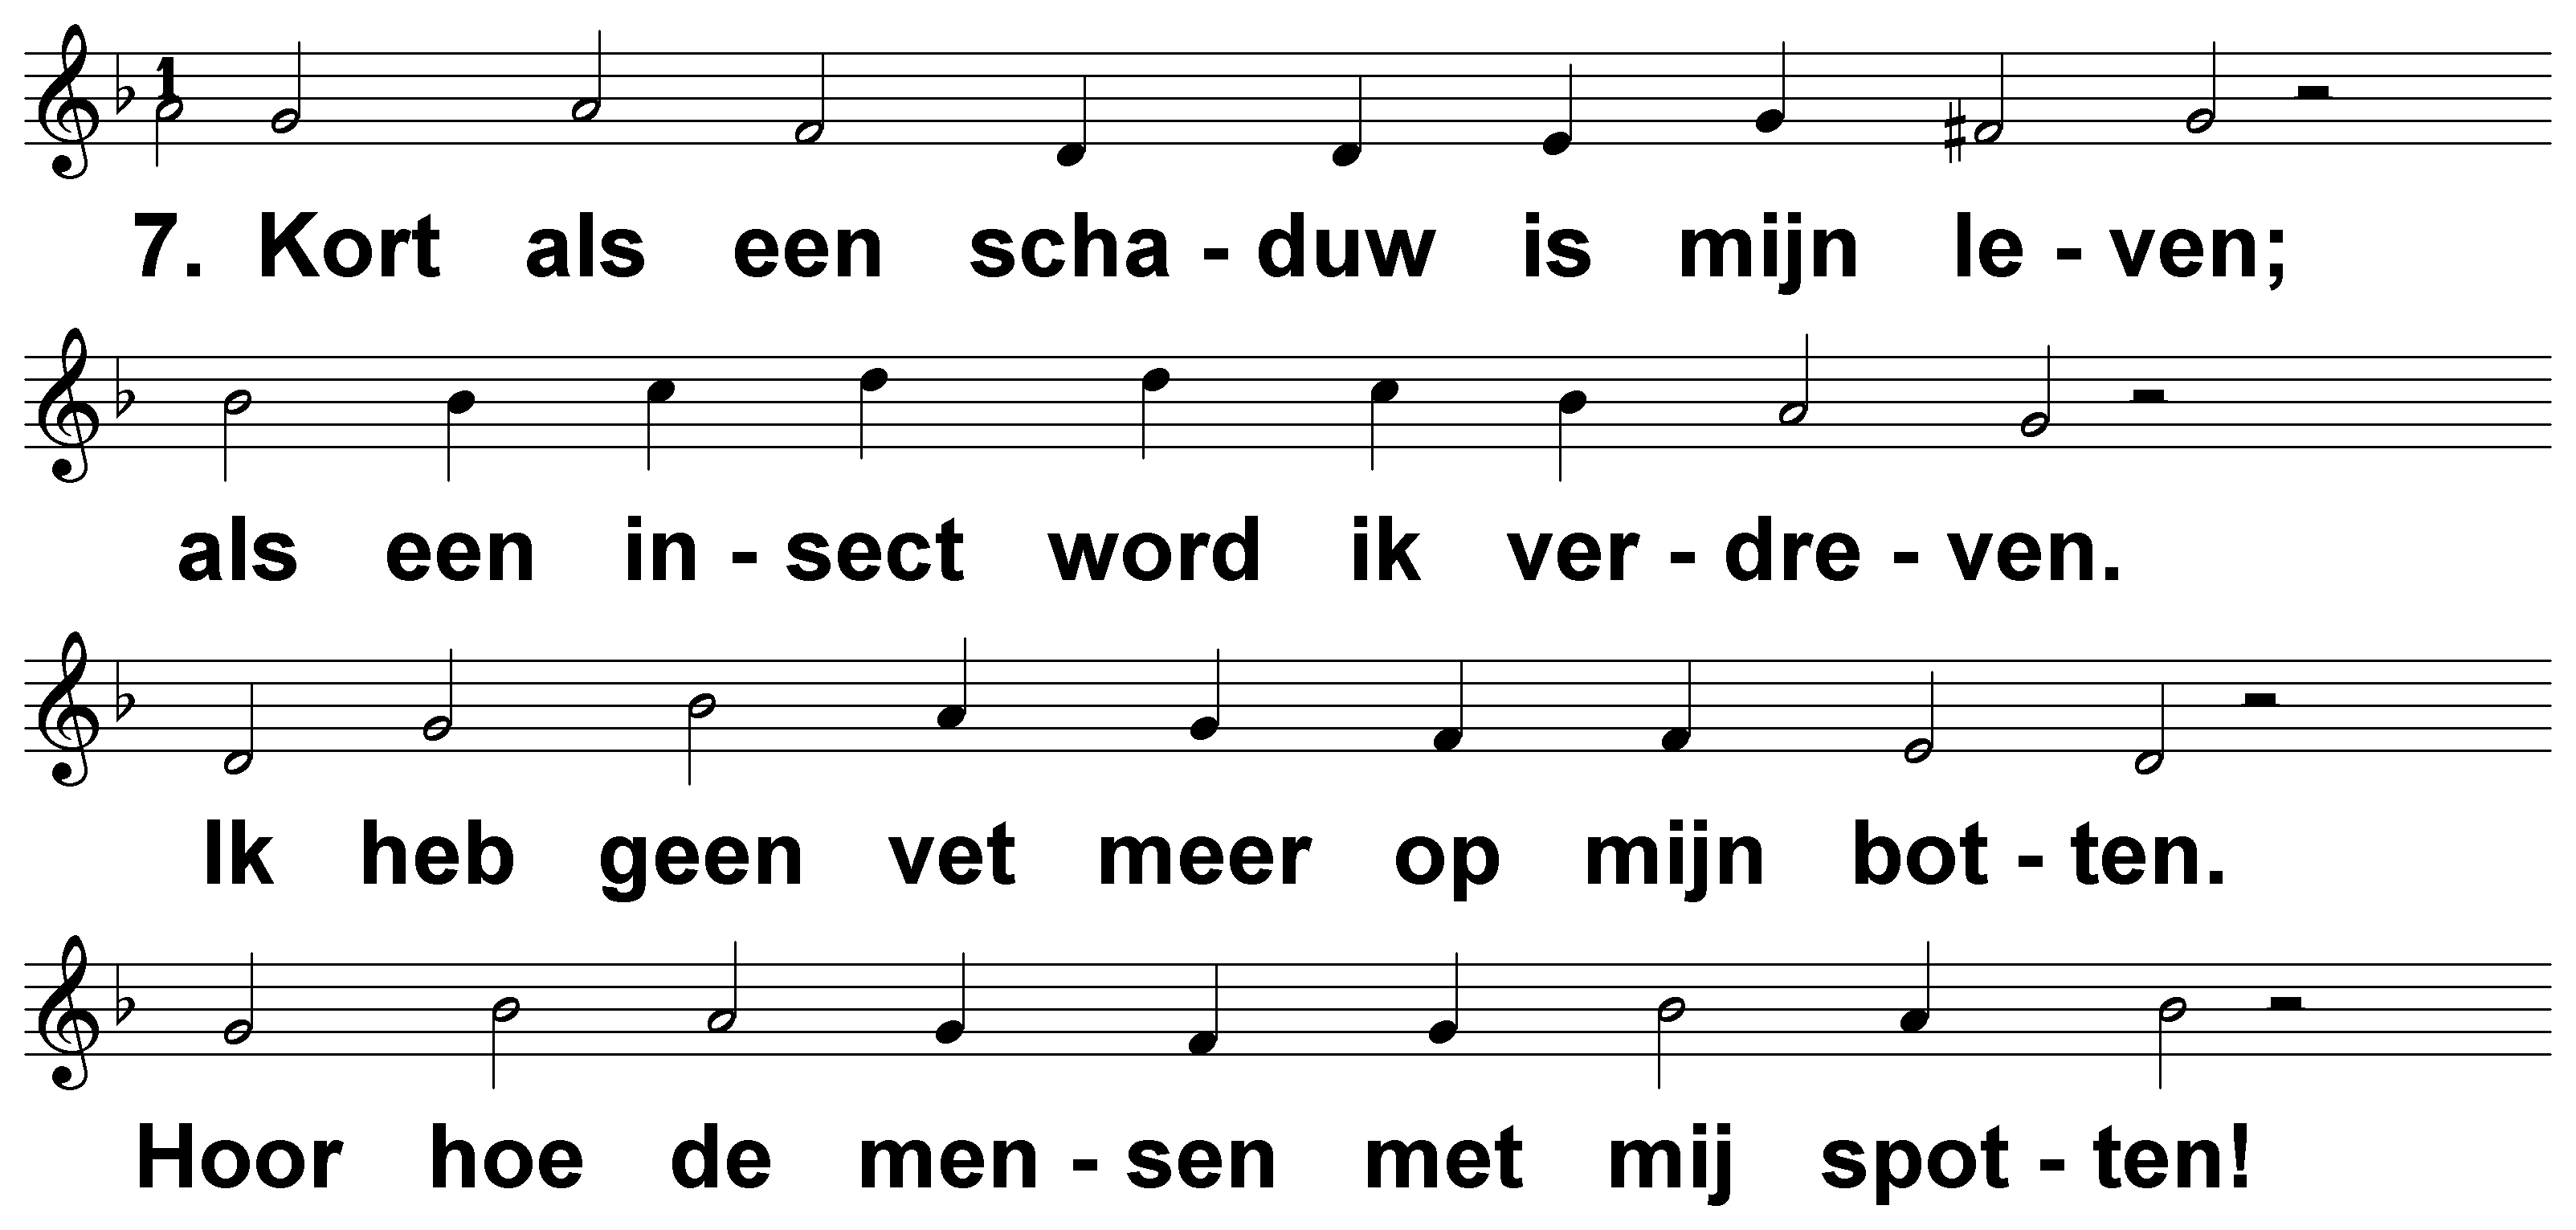 1
7. Kort als een scha - duw is mijn le - ven;
als een in - sect word ik ver - dre - ven.
Ik heb geen vet meer op mijn bot - ten.
Hoor hoe de men - sen met mij spot - ten!